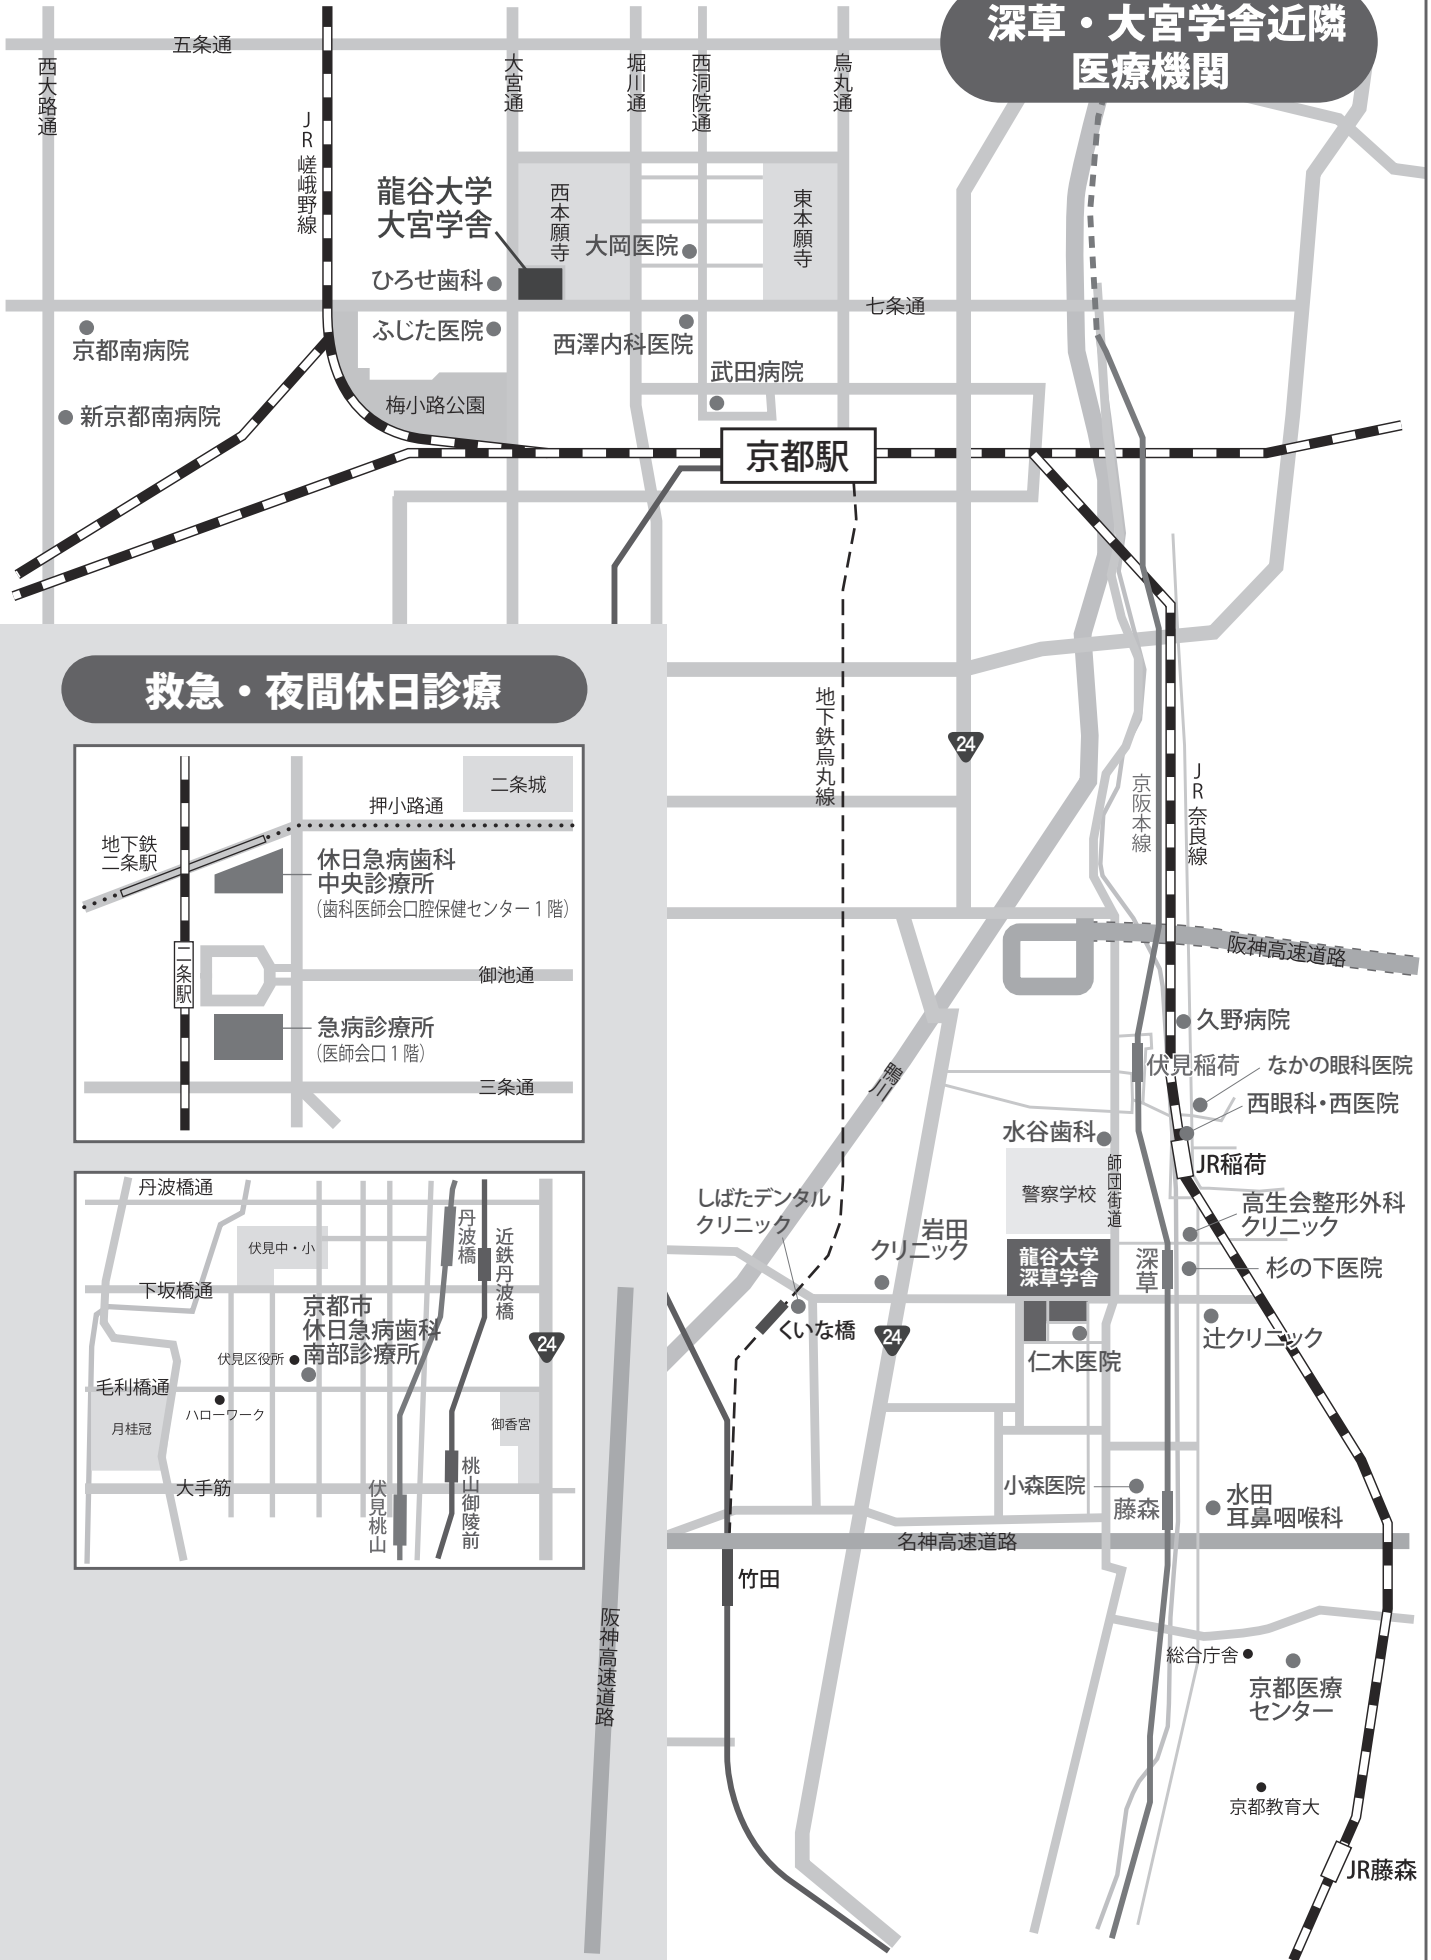 深草・大宮学舎近隣
医療機関
五条通
西大路通
JR嵯峨野線
大宮通
堀川通
西洞院通
烏丸通
龍谷大学
大宮学舎
西本願寺
東本願寺
大岡医院
ひろせ歯科
七条通
ふじた医院
西澤内科医院
京都南病院
武田病院
新京都南病院
梅小路公園
京都駅
救急・夜間休日診療
二条城
押小路通
地下鉄
二条駅
休日急病歯科
中央診療所
(歯科医師会口腔保健センター1階)
二条駅
御池通
急病診療所
(医師会口1階)
三条通
丹波橋通
丹波橋
近鉄丹波橋
伏見中・小
下坂橋通
京都市
休日急病歯科
南部診療所
24
伏見区役所
毛利橋通
ハローワーク
月桂冠
御香宮
大手筋
伏見桃山
桃山御陵前
地下鉄烏丸線
24
京阪本線
JR奈良線
阪神高速道路
久野病院
伏見稲荷
なかの眼科医院
西眼科・西医院
鴨川
水谷歯科
JR稲荷
師団街道
警察学校
しばたデンタル
クリニック
岩田
クリニック
高生会整形外科
クリニック
龍谷大学
深草学舎
深草
杉の下医院
くいな橋
24
辻クリニック
仁木医院
小森医院
藤森
水田
耳鼻咽喉科
名神高速道路
竹田
阪神高速道路
総合庁舎
京都医療
センター
京都教育大
JR藤森